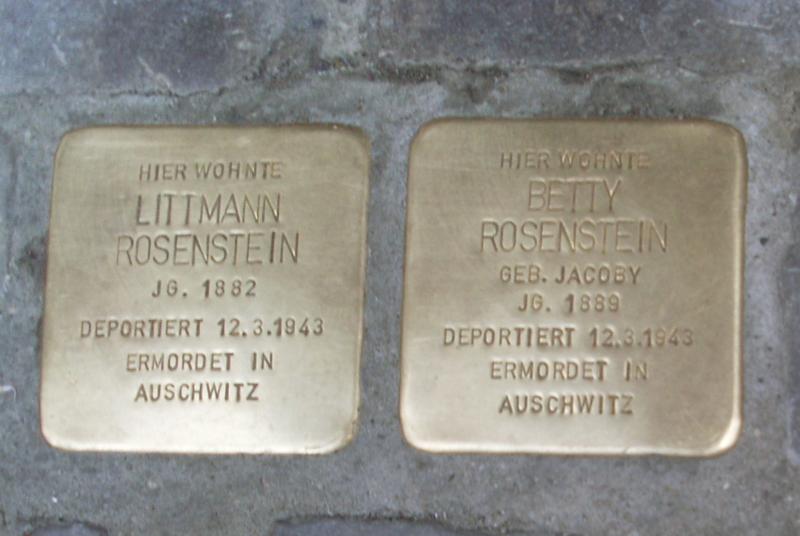 HIER WOHNTE
LITTMANN
ROSENSTEIN
JG. 1882
DEPORTIERT 12.3.1943
ERMORDET IN
AUSCHWITZ
HIER WOHNTE
BETTY
ROSENSTEIN
GEB. JACOBY
JG. 1889
DEPORTIERT 12.3.1943
ERMORDET IN
AUSCHWITZ